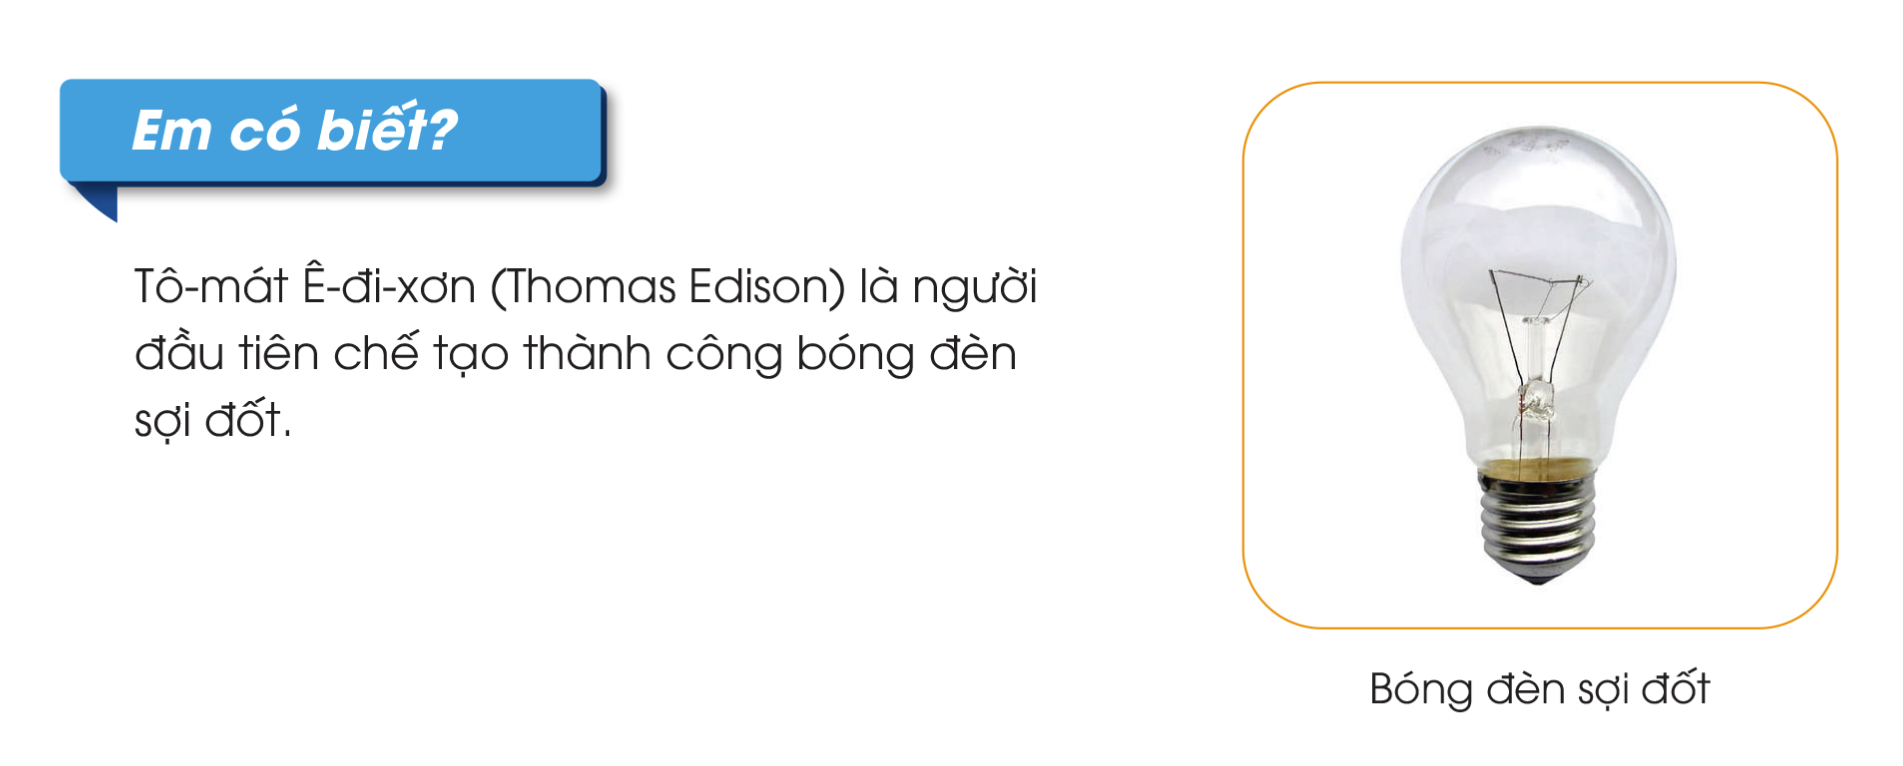 Em có biết?
Tô-mát Ê-đi-xơn (Thomas Edison) là người
đầu tiên chế tạo thành công bóng đèn
sợi đốt.
Bóng đèn sợi đốt